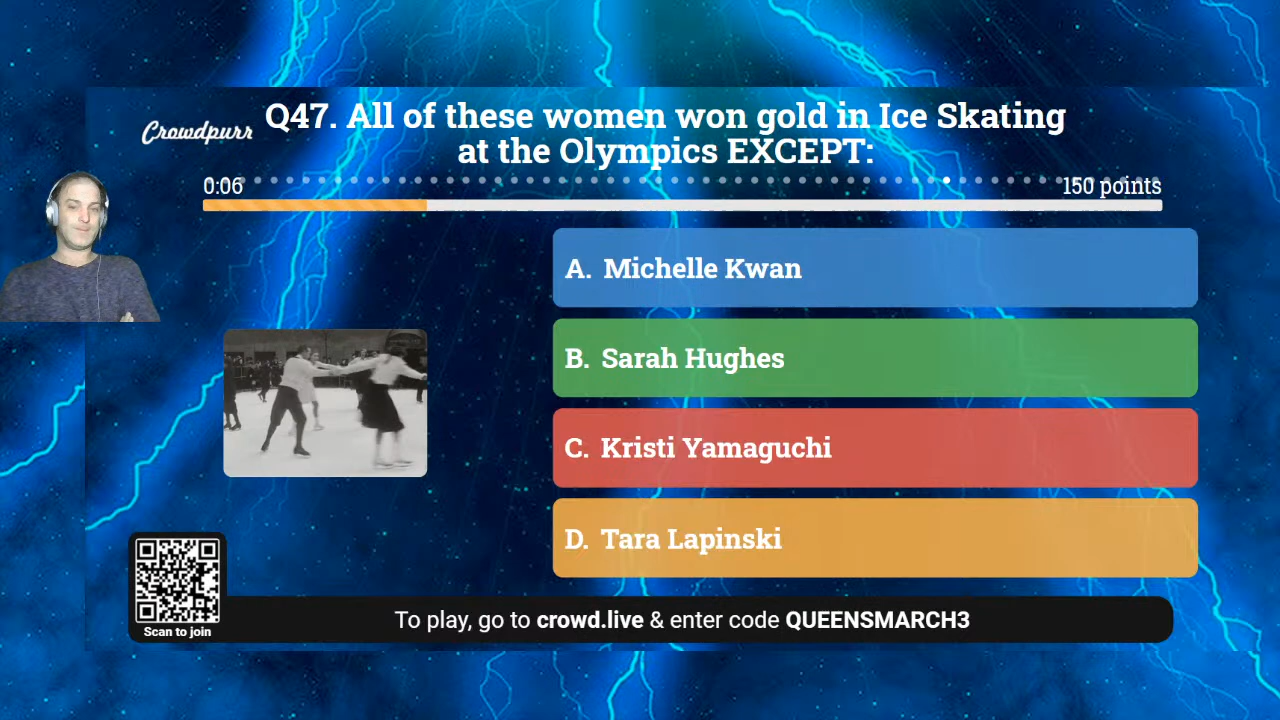 Crowdpurr
Q47. All of these women won gold in Ice Skating
at the Olympics EXCEPT:
0:06
150 points
A. Michelle Kwan
B. Sarah Hughes
C. Kristi Yamaguchi
D. Tara Lapinski
Scan to join
To play, go to crowd.live & enter code QUEENSMARCH3